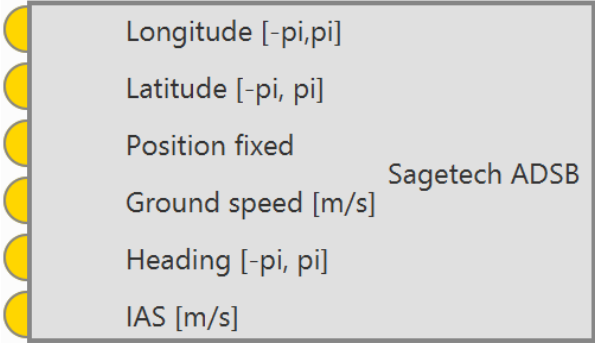 Longitude [-pi,pi]
Latitude [-pi, pi]
Position fixed
Sagetech ADSB
Ground speed [m/s]
Heading [-pi, pi]
IAS [m/s]